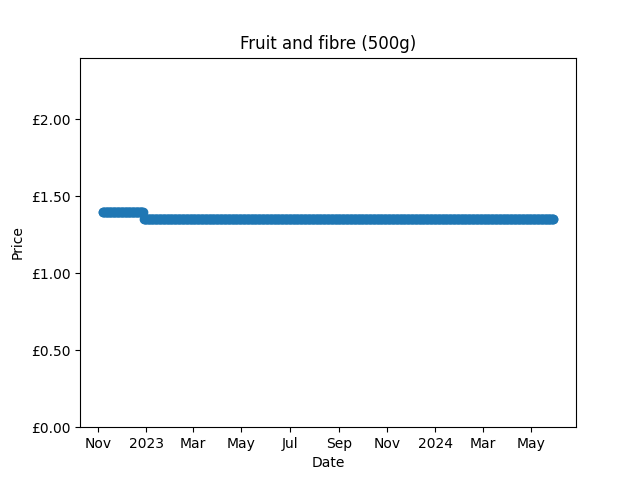 Fruit and fibre (500g)
£2.00
£1.50
£1.00
£0.50
£0.00
Price
Nov 2023 Mar May Jul Sep Nov 2024 Mar May
Date